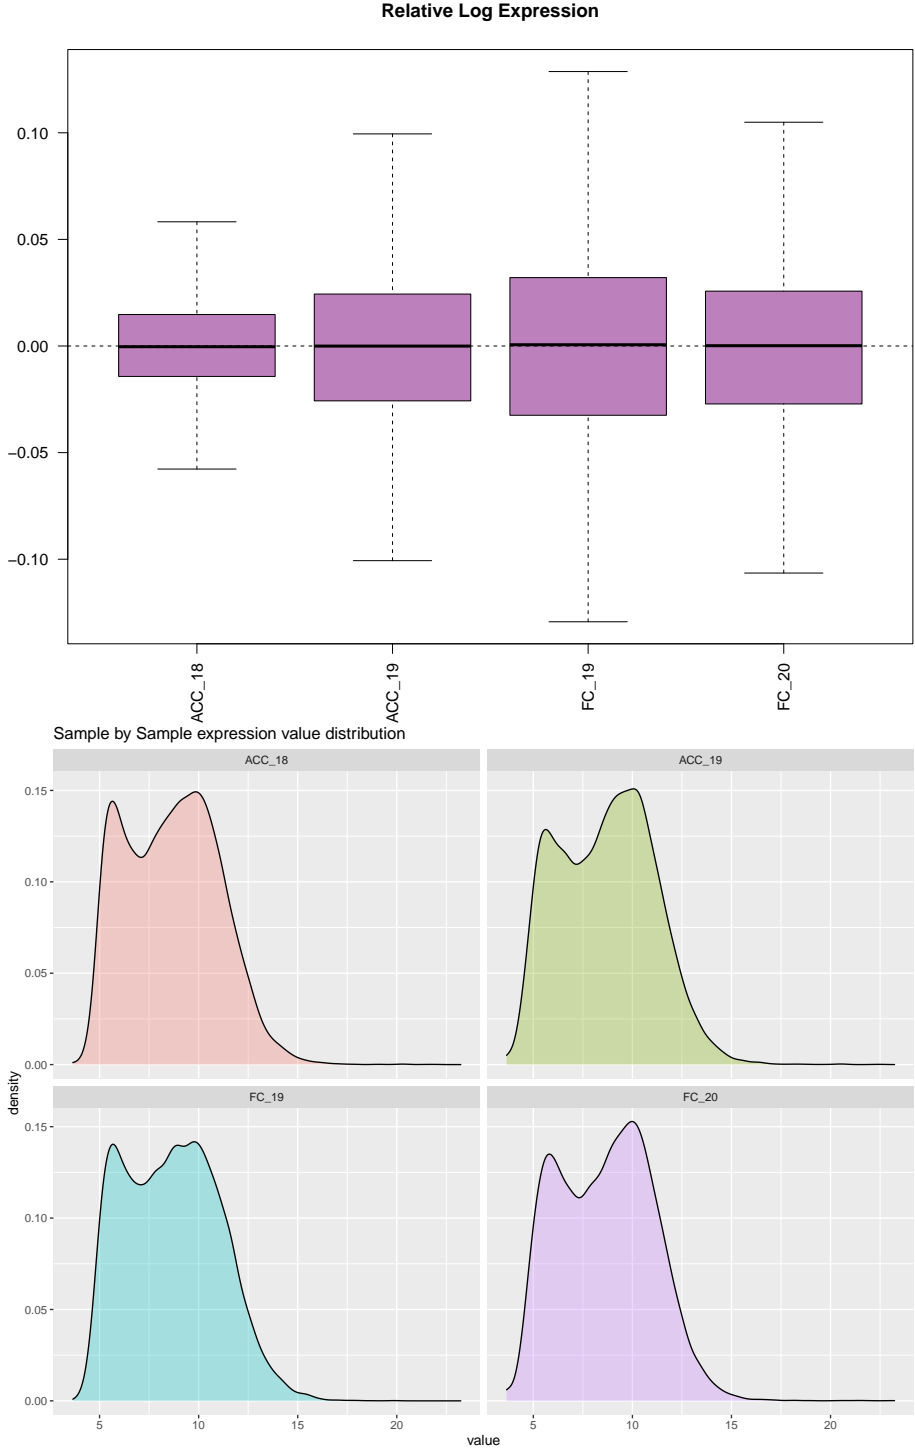 Relative Log Expression
0.10
0.05
0.00
−0.05
−0.10
ACC_18
ACC_19
FC_19
FC_20
Sample by Sample expression value distribution
ACC_18
ACC_19
0.15
0.10
0.05
0.00
density
FC_19
FC_20
0.15
0.10
0.05
0.00
5
10
15
20
5
10
15
20
value